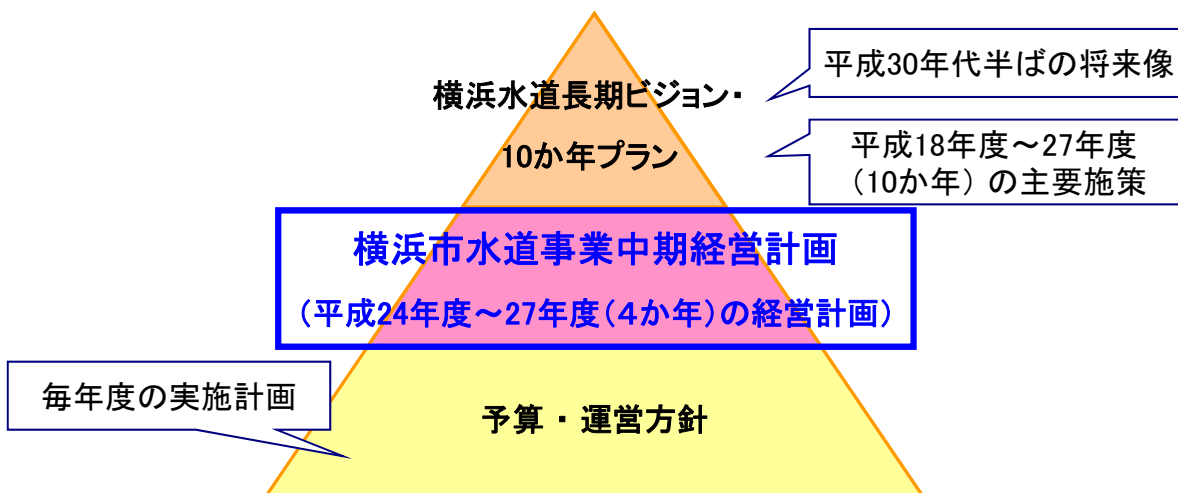 横浜水道長期ビジョン・
10か年プラン
平成30年代半ばの将来像
平成18年度～27年度
(10か年) の主要施策
横浜市水道事業中期経営計画
(平成24年度～27年度(4か年)の経営計画)
毎年度の実施計画
予算・運営方針